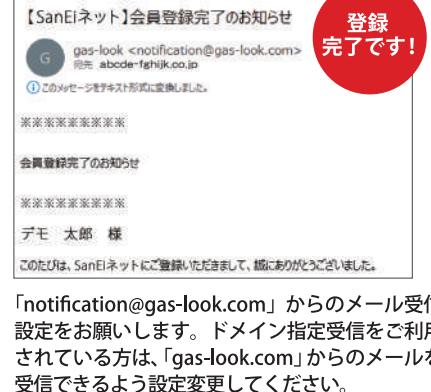 【SanEIネット】会員登録完了のお知らせ
登録
完了です!
G
gas-look <notification@gas-look.com>
宛先 abcde-fghijk.co.jp
このメッセージをテキスト形式に変換しました。
※※※※※※※※※
会員登録完了のお知らせ
※※※※※※※※※
デモ 太郎 様
このたびは、SanEIネットにご登録いただきまして、誠にありがとうございました。
「notification@gas-look.com」からのメール受信
設定をお願いします。ドメイン指定受信をご利用
されている方は、「gas-look.com」からのメールを
受信できるよう設定変更してください。